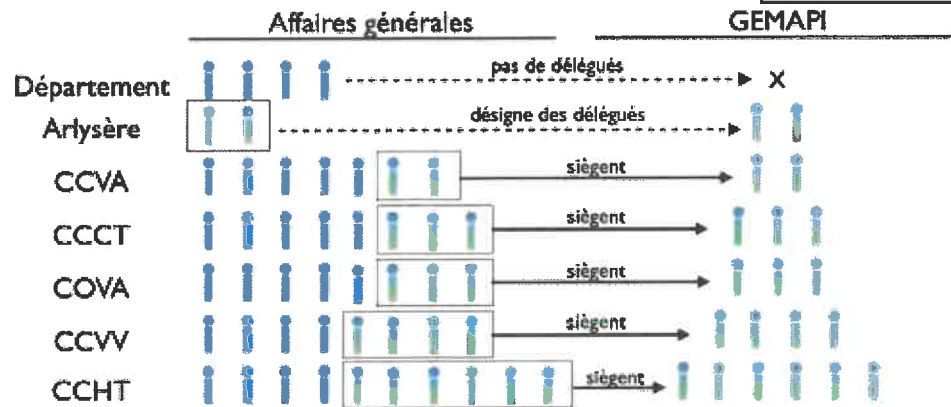 Affaires générales GEMAPI
Département pas de délégués X
Arlysère désigne des délégués
CCVA siègent
CCCT siègent
COVA siègent
CCVV siègent
CCHT siègent